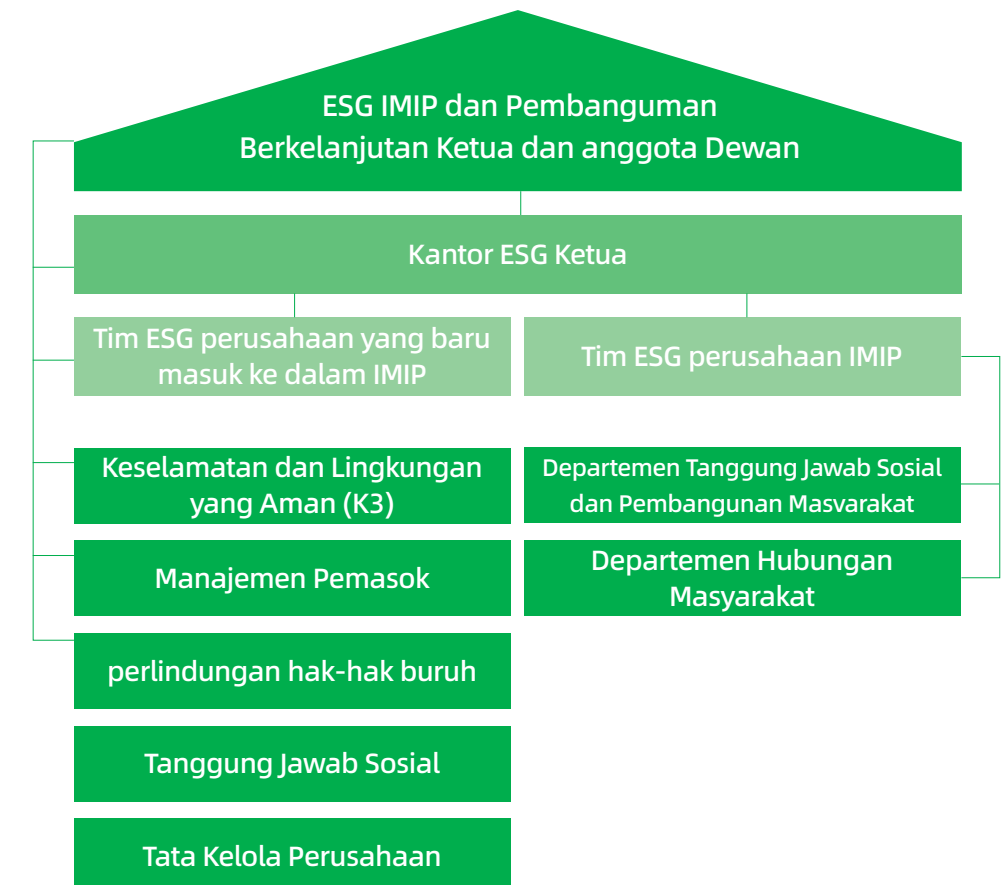 ESG IMIP dan Pembanguman
Berkelanjutan Ketua dan anggota Dewan
Kantor ESG Ketua
Tim ESG perusahaan yang baru
masuk ke dalam IMIP
Tim ESG perusahaan IMIP
Keselamatan dan Lingkungan
yang Aman (K3)
Departemen Tanggung Jawab Sosial
dan Pembangunan Masvarakat
Manajemen Pemasok
Departemen Hubungan
Masyarakat
perlindungan hak-hak buruh
Tanggung Jawab Sosial
Tata Kelola Perusahaan